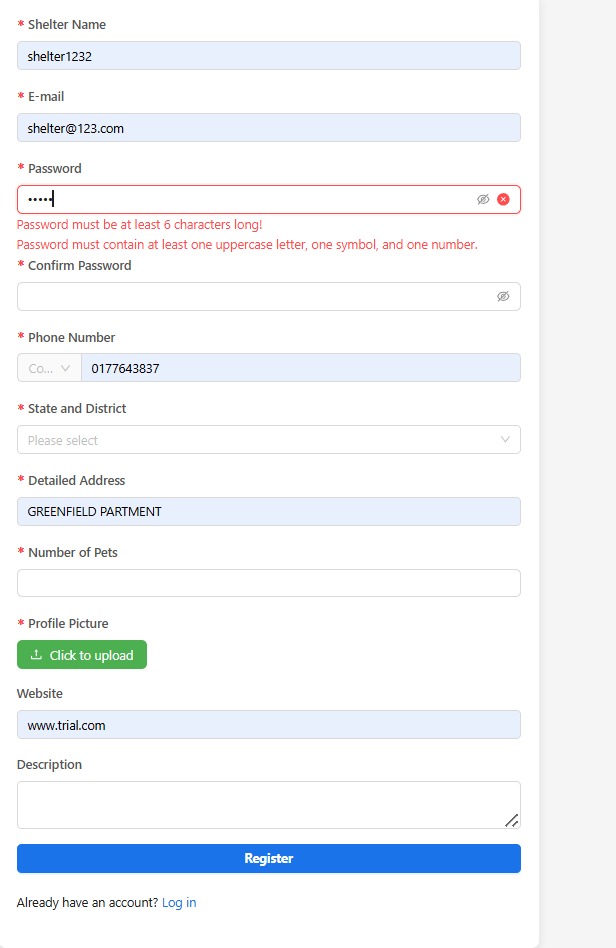 * Shelter Name
shelter1232
* E-mail
shelter@123.com
* Password
•••••
Password must be at least 6 characters long!
Password must contain at least one uppercase letter, one symbol, and one number.
* Confirm Password
* Phone Number
Co... 0177643837
* State and District
Please select
* Detailed Address
GREENFIELD PARTMENT
* Number of Pets
* Profile Picture
Click to upload
Website
www.trial.com
Description
Register
Already have an account? Log in